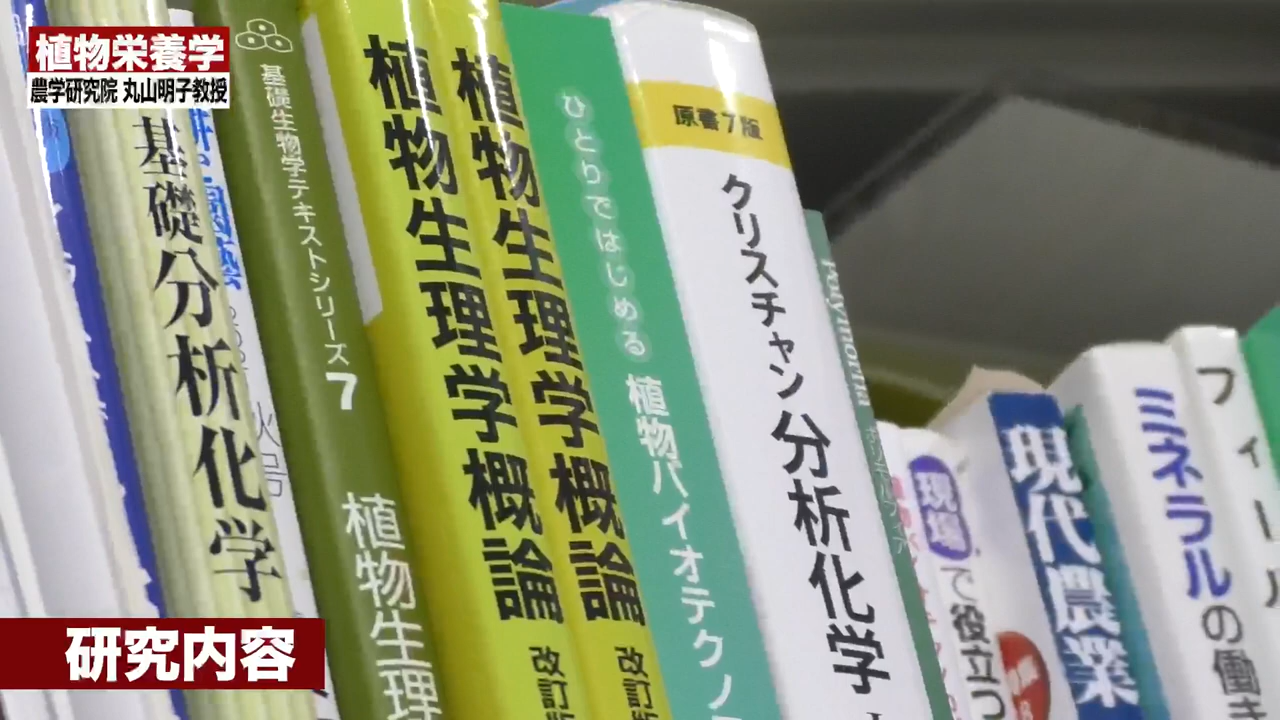 植物栄養学
農学研究院 丸山明子教授
基礎分析化学
基礎生物学テキストシリーズ 7
植物生理
植物生理学概論 改訂版
植物生理学概論 改訂版
ひとりではじめる 植物バイオテクノ
原書7版
クリスチャン分析化学
現場で役立つ
現代農業
ミネラルの働き
フィール
研究内容